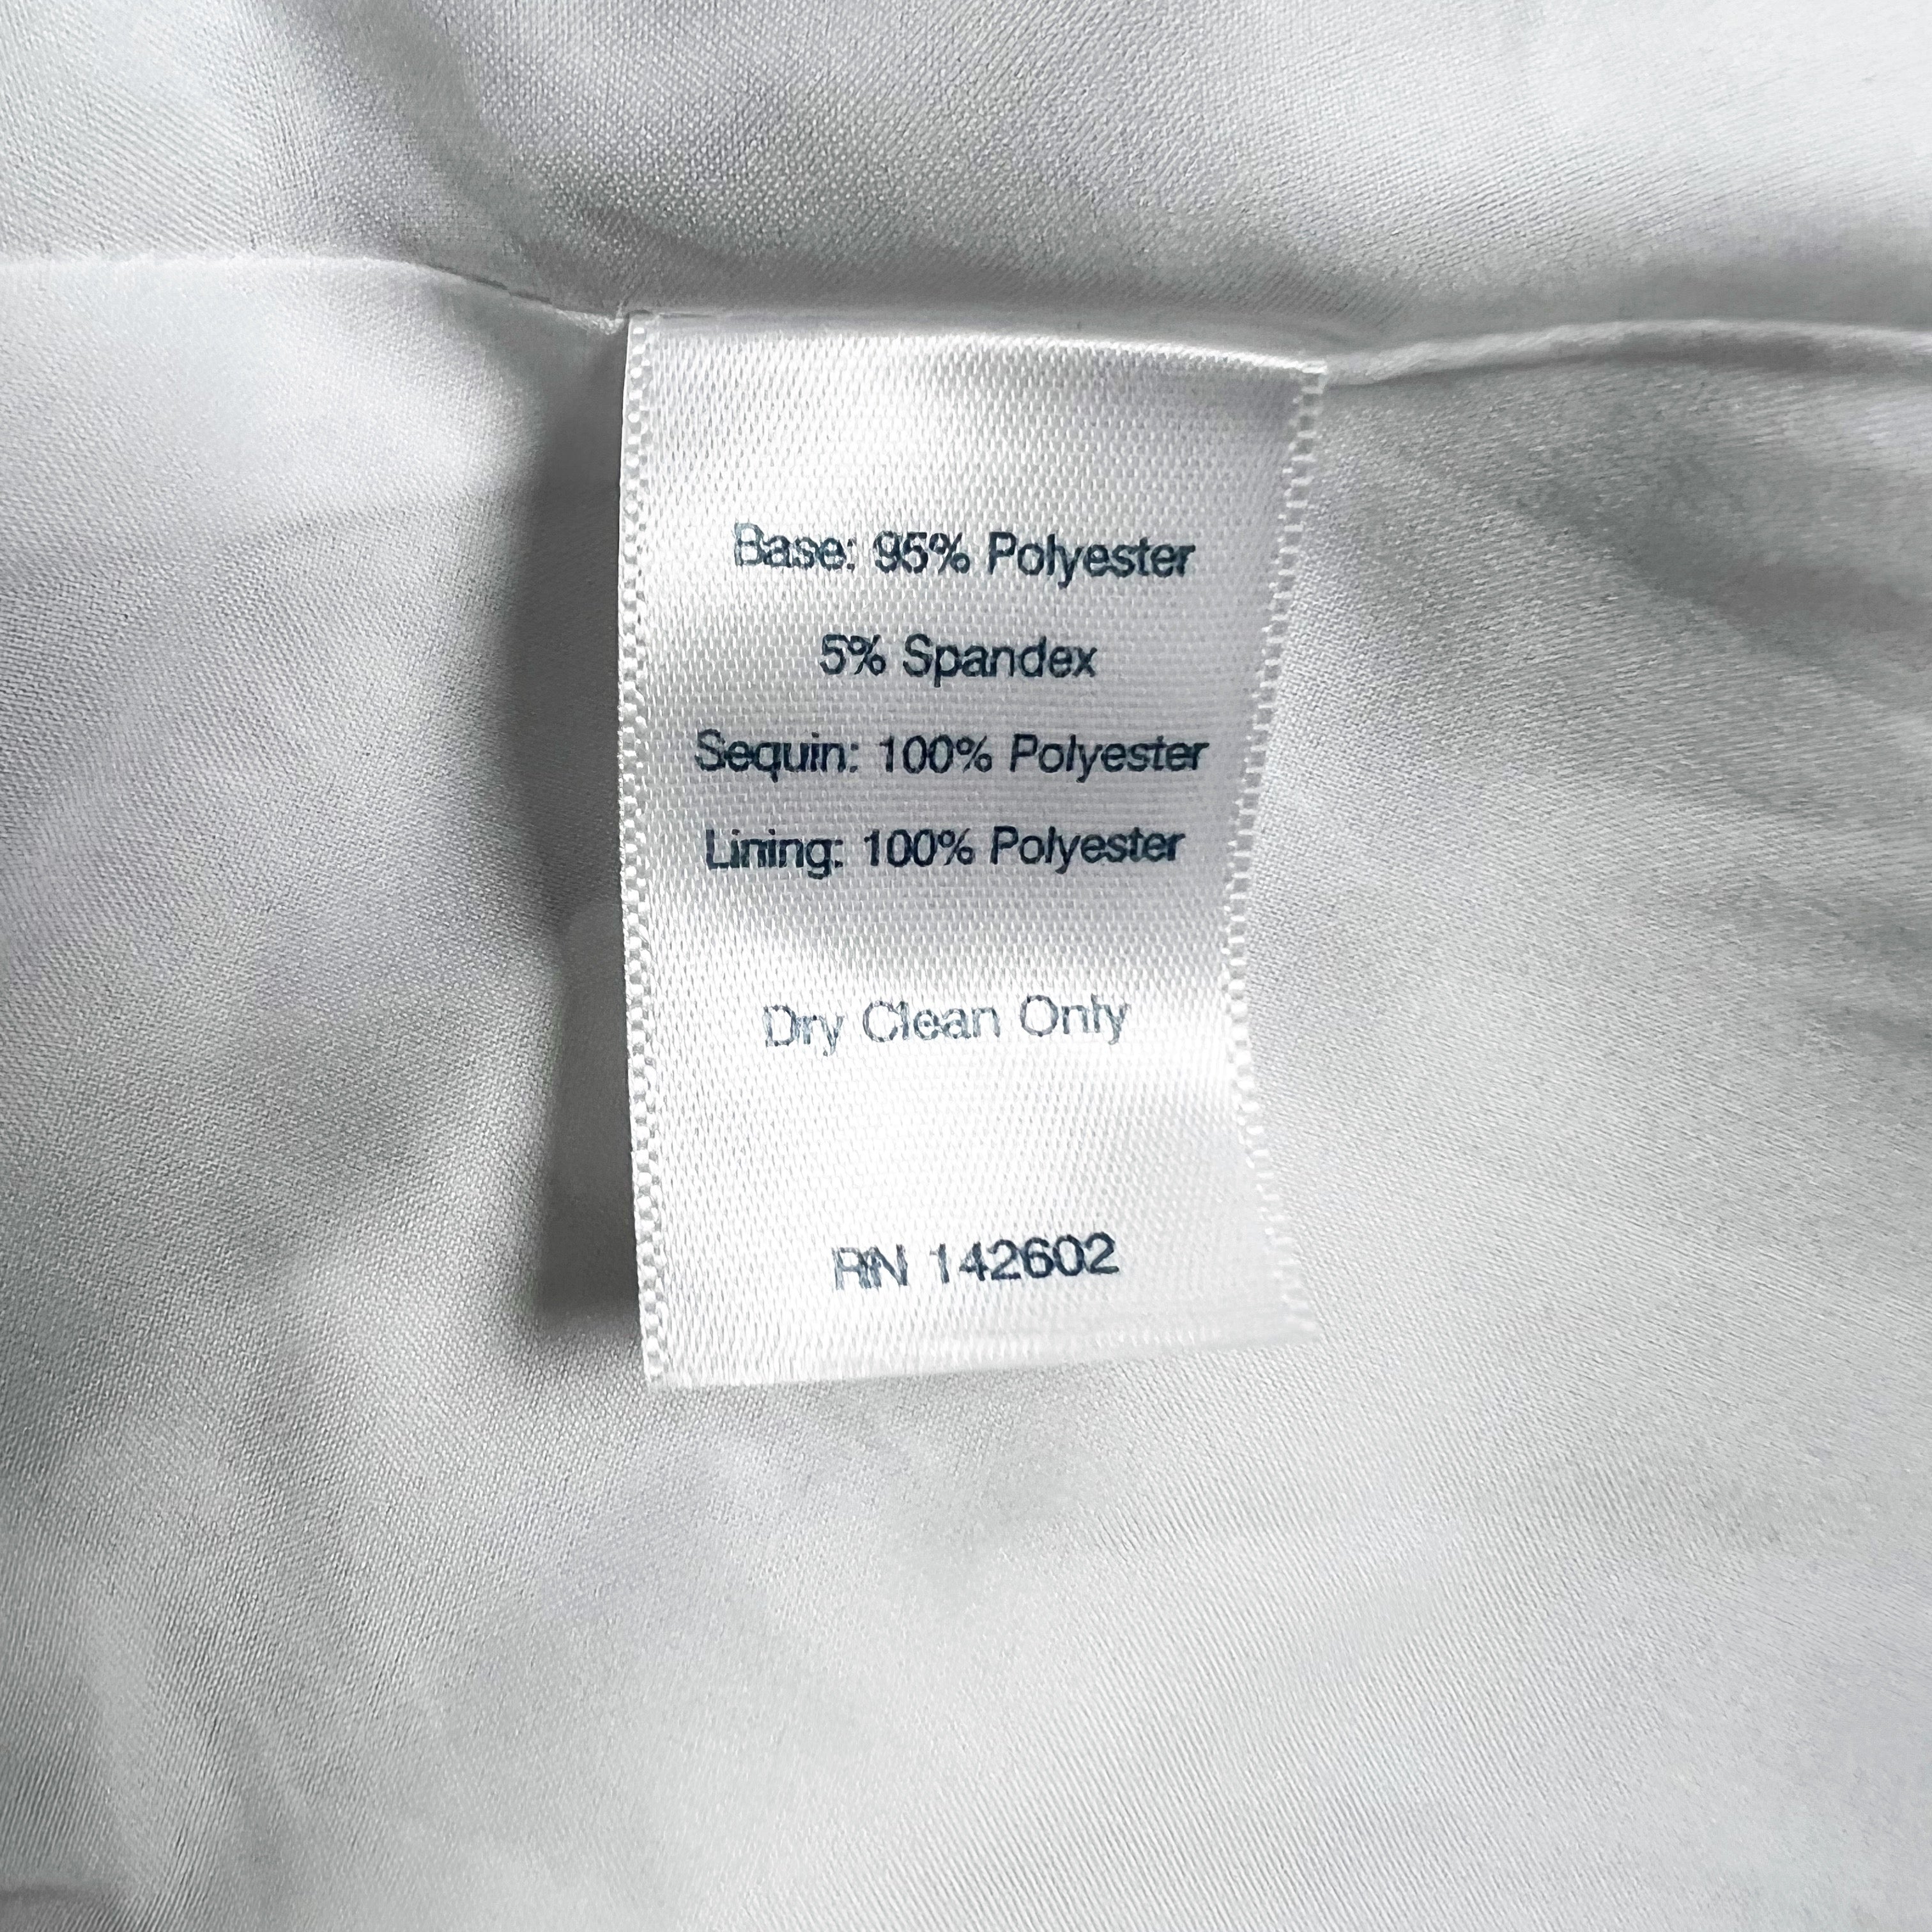 Base: 95% Polyester
5% Spandex
Sequin: 100% Polyester
Lining: 100% Polyester
Dry Clean Only
RN 142602